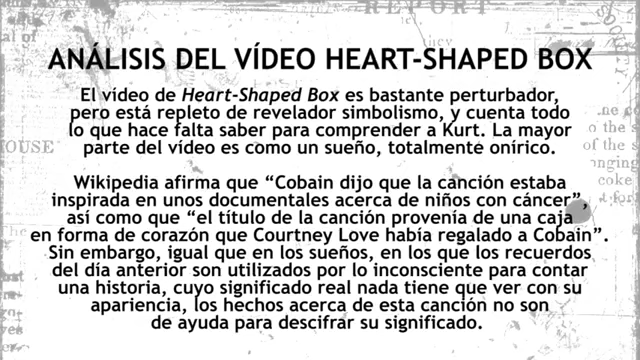 REPORT
ANÁLISIS DEL VÍDEO HEART-SHAPED BOX
El vídeo de Heart-Shaped Box es bastante perturbador,
pero está repleto de revelador simbolismo, y cuenta todo
lo que hace falta saber para comprender a Kurt. La mayor
parte del vídeo es como un sueño, totalmente onírico.
Wikipedia afirma que “Cobain dijo que la canción estaba
inspirada en unos documentales acerca de niños con cáncer”,
así como que “el título de la canción provenía de una caja
en forma de corazón que Courtney Love había regalado a Cobain”.
Sin embargo, igual que en los sueños, en los que los recuerdos
del día anterior son utilizados por lo inconsciente para contar
una historia, cuyo significado real nada tiene que ver con su
apariencia, los hechos acerca de esta canción no son
de ayuda para descifrar su significado.